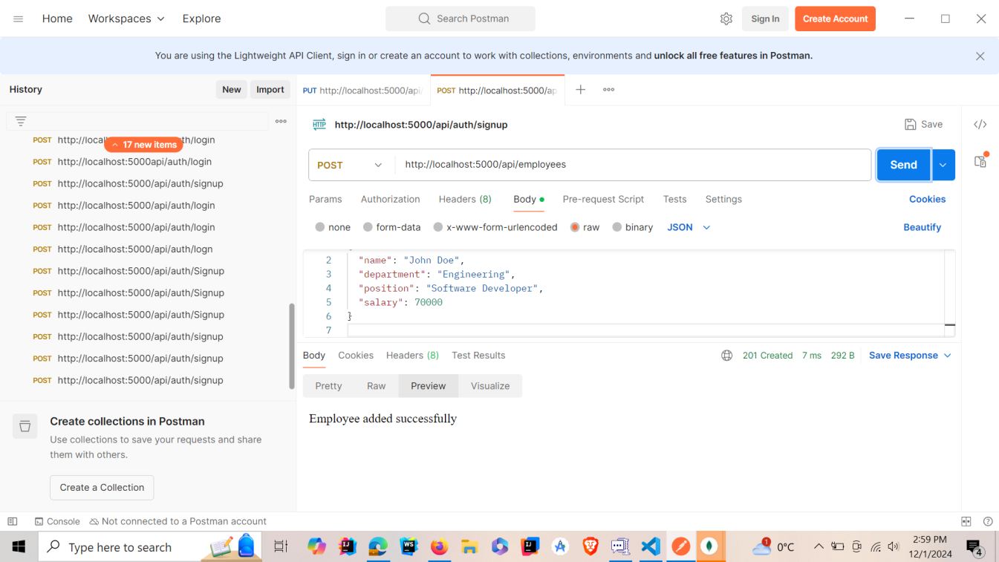 Home Workspaces Explore Search Postman Sign In Create Account
You are using the Lightweight API Client, sign in or create an account to work with collections, environments and unlock all free features in Postman.
History New Import
PUT http://localhost:5000/api/
POST http://localhost:5000/ap
17 new items
POST http://local th/login
POST http://localhost:5000api/auth/login
POST http://localhost:5000/api/auth/signup
POST http://localhost:5000/api/auth/login
POST http://localhost:5000/api/auth/login
POST http://localhost:5000/api/auth/logn
POST http://localhost:5000/api/auth/Signup
POST http://localhost:5000/api/auth/Signup
POST http://localhost:5000/api/auth/Signup
POST http://localhost:5000/api/auth/signup
POST http://localhost:5000/api/auth/signup
POST http://localhost:5000/api/auth/signup
Create collections in Postman
Use collections to save your requests and share
them with others.
Create a Collection
HTTP http://localhost:5000/api/auth/signup Save
POST http://localhost:5000/api/employees Send
Params Authorization Headers (8) Body Pre-request Script Tests Settings Cookies
none form-data x-www-form-urlencoded raw binary JSON Beautify
2 "name": "John Doe",
3 "department": "Engineering",
4 "position": "Software Developer",
5 "salary": 70000
6 }
7
Body Cookies Headers (8) Test Results 201 Created 7 ms 292 B Save Response
Pretty Raw Preview Visualize
Employee added successfully
Console Not connected to a Postman account
Type here to search
IJ
WS
IJ
1
0°C
2:59 PM
12/1/2024
4